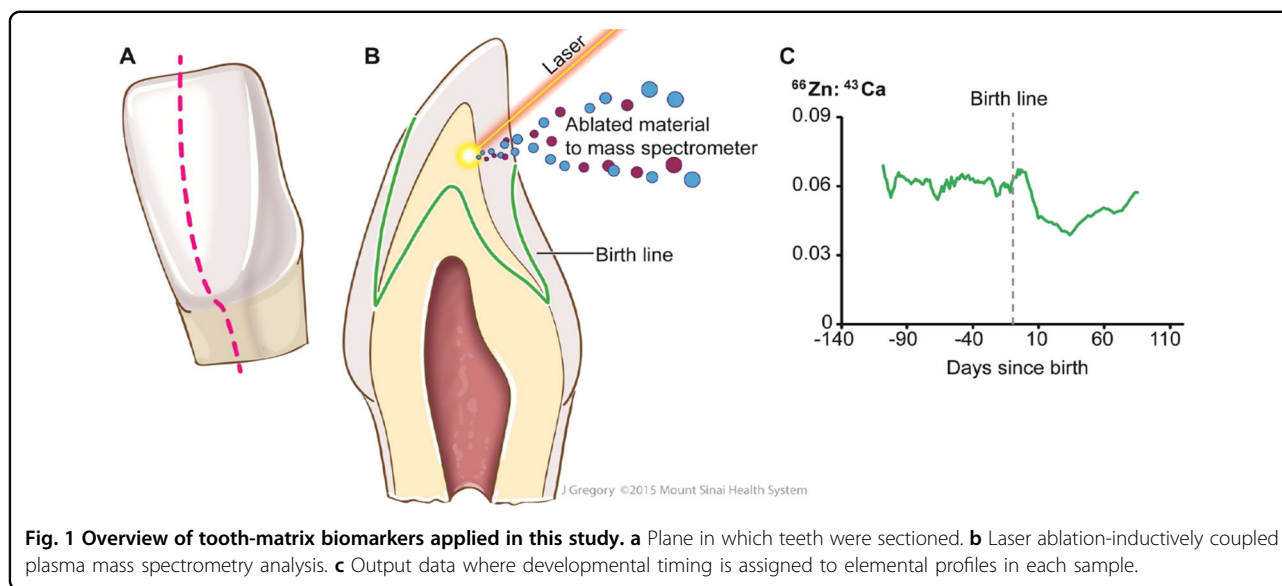 A
B
Laser
Ablated material
to mass spectrometer
Birth line
J Gregory ©2015 Mount Sinai Health System
C
⁶⁶Zn: ⁴³Ca
Birth line
0.09
0.06
0.03
0
-140 -90 -40 10 60 110
Days since birth
Fig. 1 Overview of tooth-matrix biomarkers applied in this study. a Plane in which teeth were sectioned. b Laser ablation-inductively coupled
plasma mass spectrometry analysis. c Output data where developmental timing is assigned to elemental profiles in each sample.